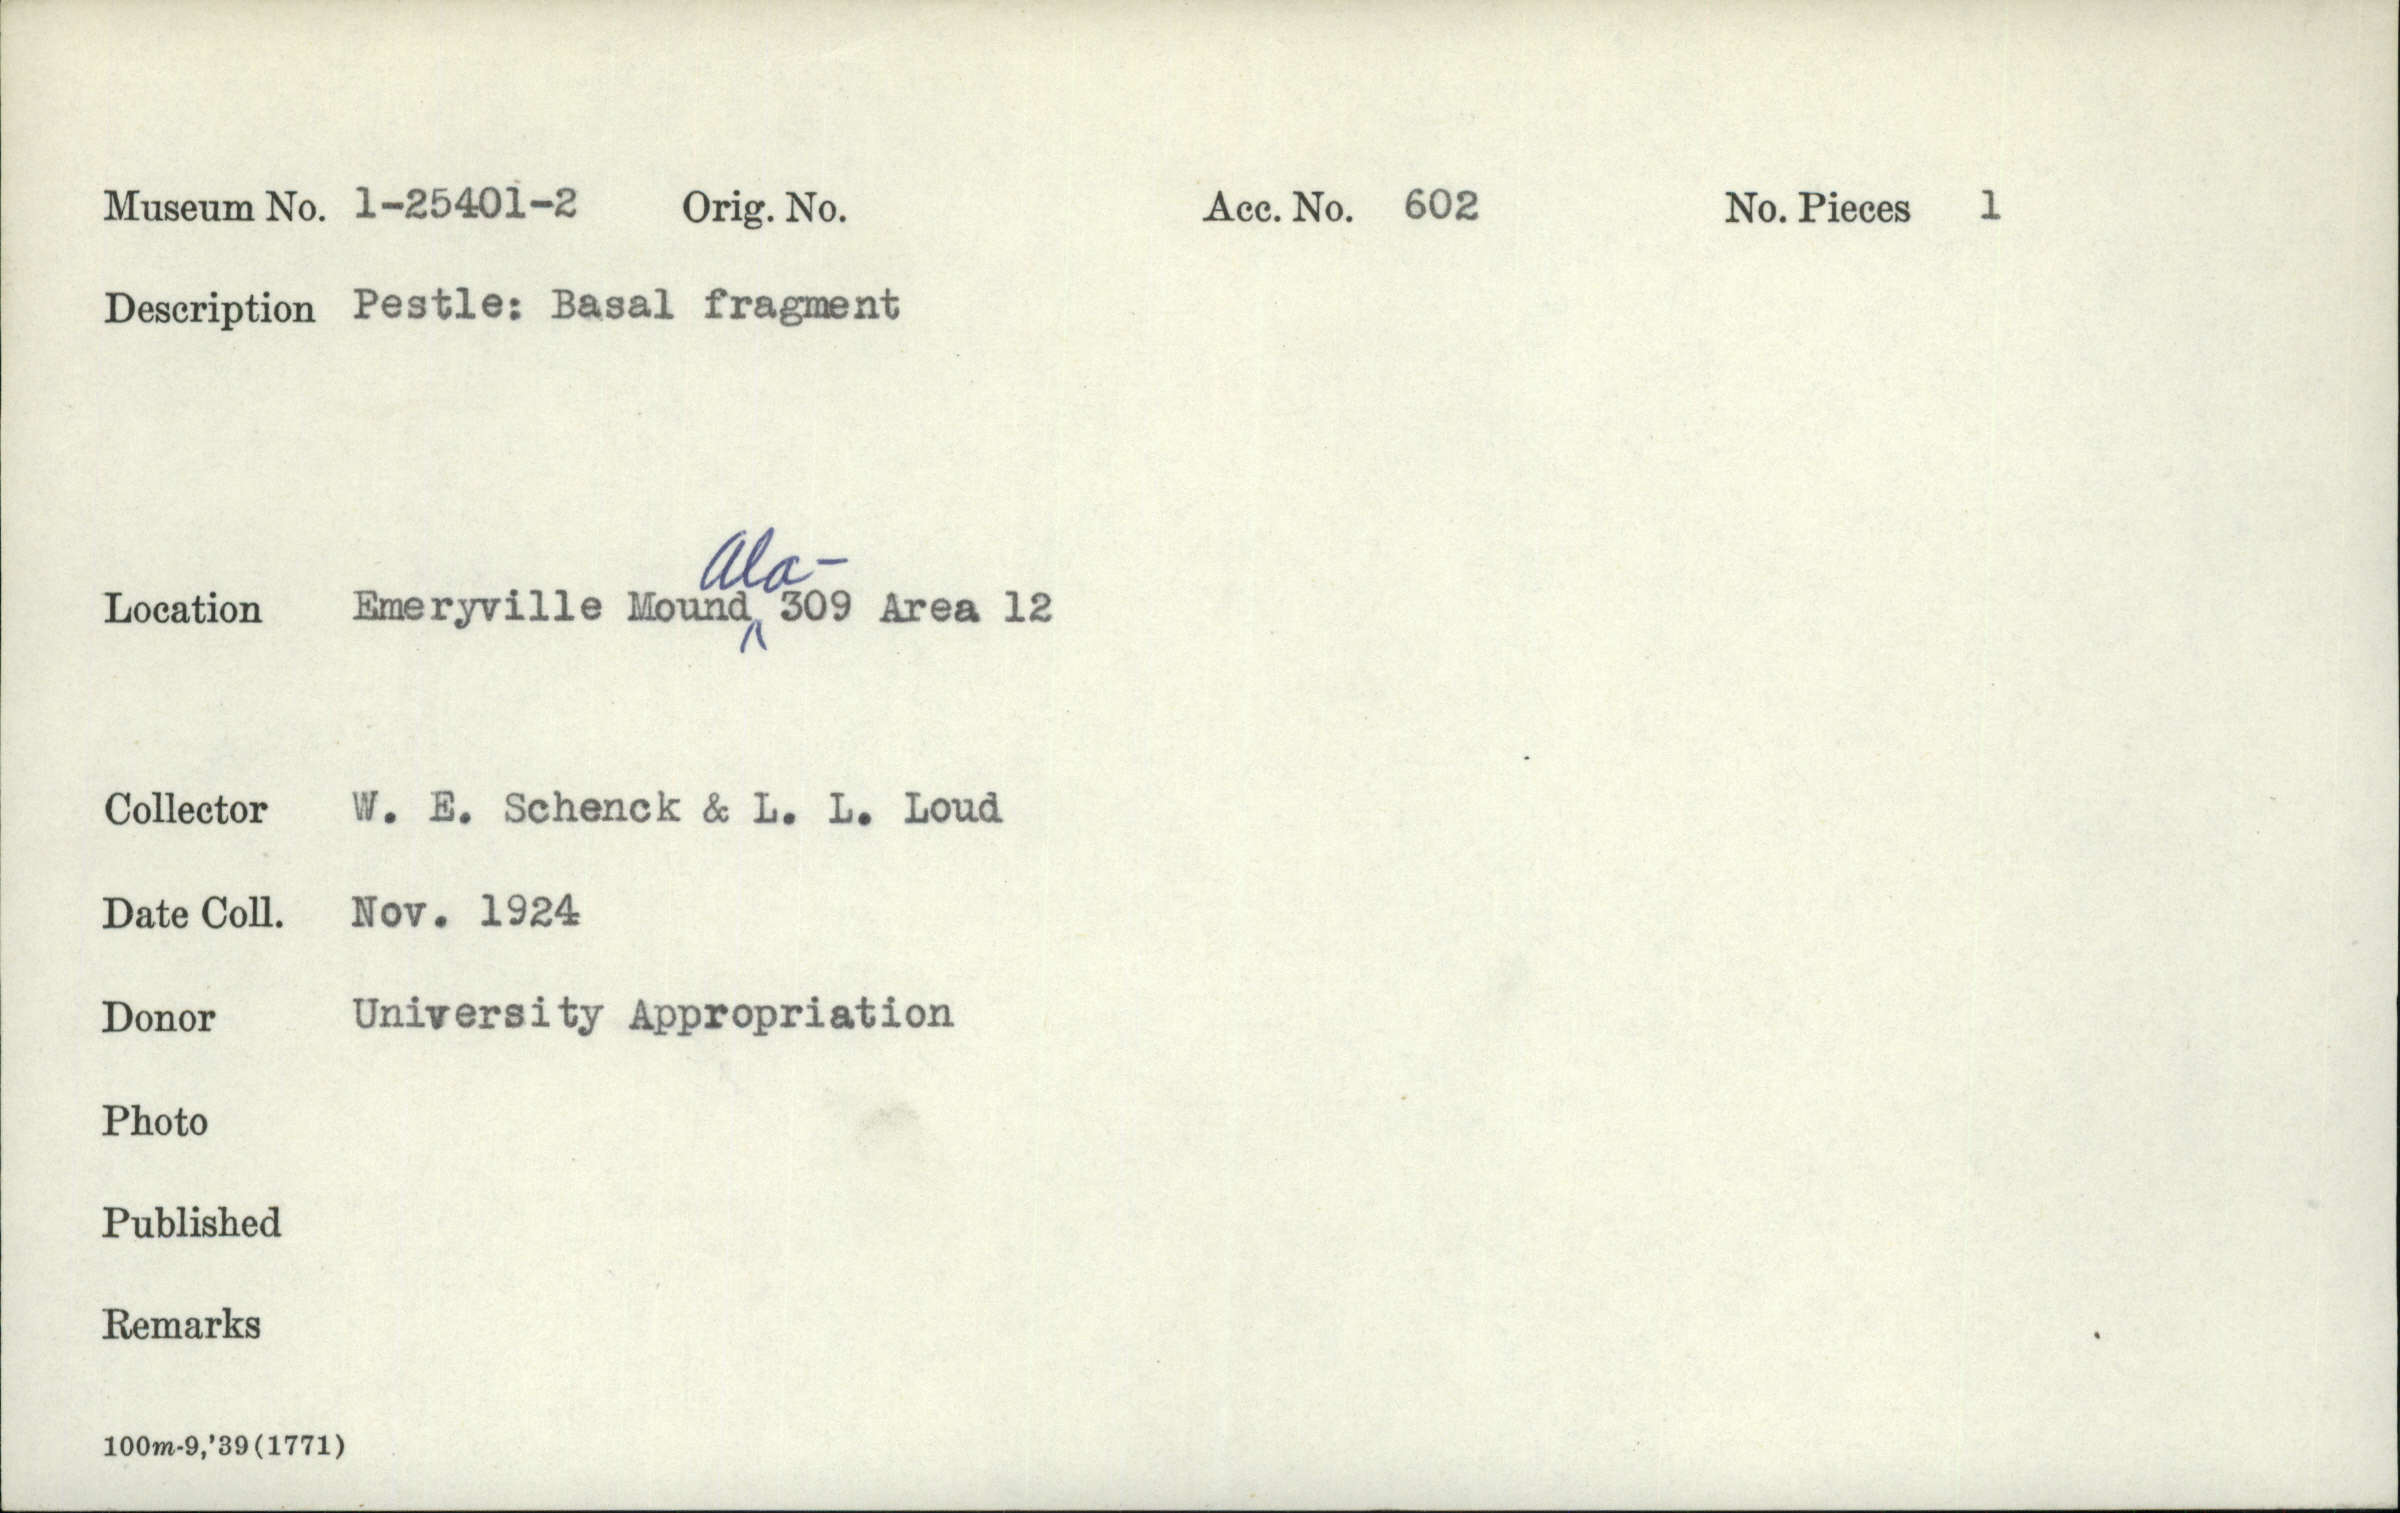 Museum No. 1-25401-2 Orig. No. Acc. No. 602 No. Pieces 1
Description Pestle: Basal fragment
Ala-
Location Emeryville Mound ^ 309 Area 12
Collector W. E. Schenck & L. L. Loud
Date Coll. Nov. 1924
Donor University Appropriation
Photo
Published
Remarks
100m-9,'39(1771)